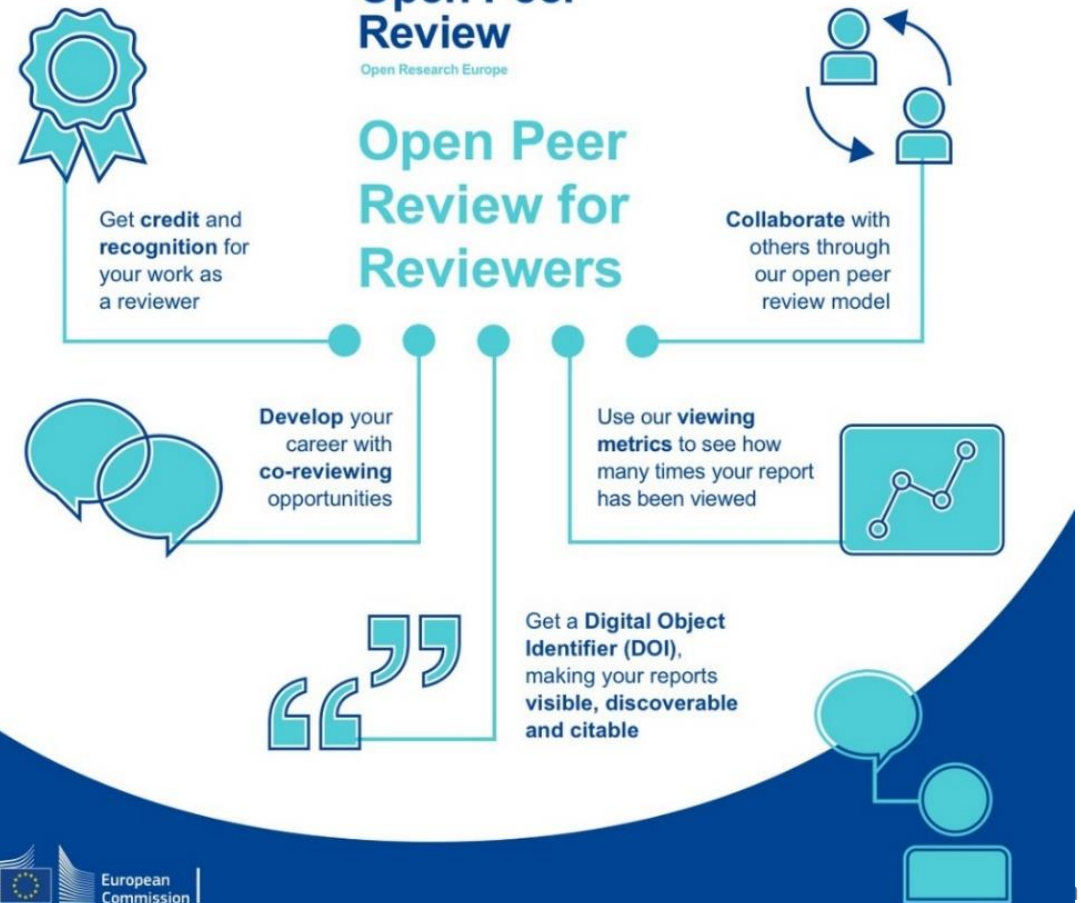 Open Peer
Review
Open Research Europe
Open Peer
Review for
Reviewers
Get credit and
recognition for
your work as
a reviewer
Collaborate with
others through
our open peer
review model
Develop your
career with
co-reviewing
opportunities
Use our viewing
metrics to see how
many times your report
has been viewed
Get a Digital Object
Identifier (DOI),
making your reports
visible, discoverable
and citable
European
Commission